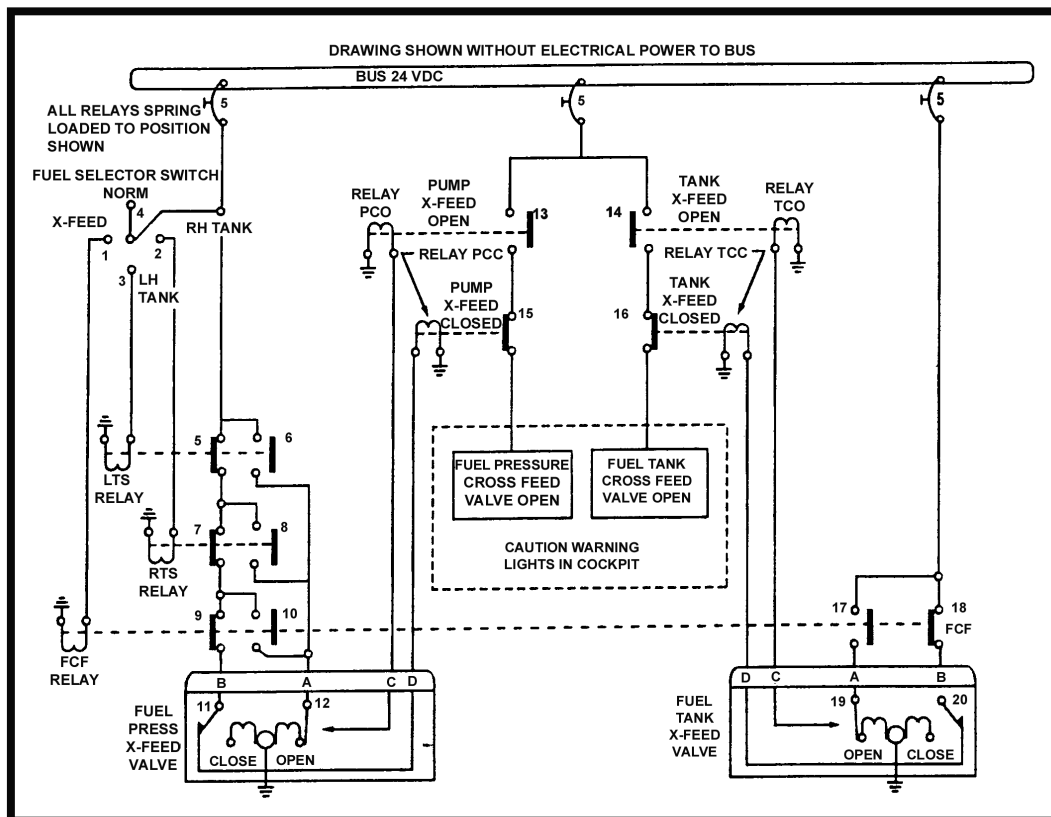 DRAWING SHOWN WITHOUT ELECTRICAL POWER TO BUS
BUS 24 VDC
5
5
5
ALL RELAYS SPRING
LOADED TO POSITION
SHOWN
FUEL SELECTOR SWITCH
NORM
4
X-FEED
RH TANK
1
2
3
LH
TANK
RELAY
PCO
PUMP
X-FEED
OPEN
13
14
TANK
X-FEED
OPEN
RELAY
TCO
RELAY PCC
RELAY TCC
PUMP
X-FEED
CLOSED
15
16
TANK
X-FEED
CLOSED
5
6
LTS
RELAY
7
8
RTS
RELAY
FUEL PRESSURE
CROSS FEED
VALVE OPEN
FUEL TANK
CROSS FEED
VALVE OPEN
CAUTION WARNING
LIGHTS IN COCKPIT
9
10
17
18
FCF
FCF
RELAY
B
A
C
D
D
C
A
B
FUEL
PRESS
X-FEED
VALVE
11
12
CLOSE
OPEN
FUEL
TANK
X-FEED
VALVE
19
20
OPEN
CLOSE